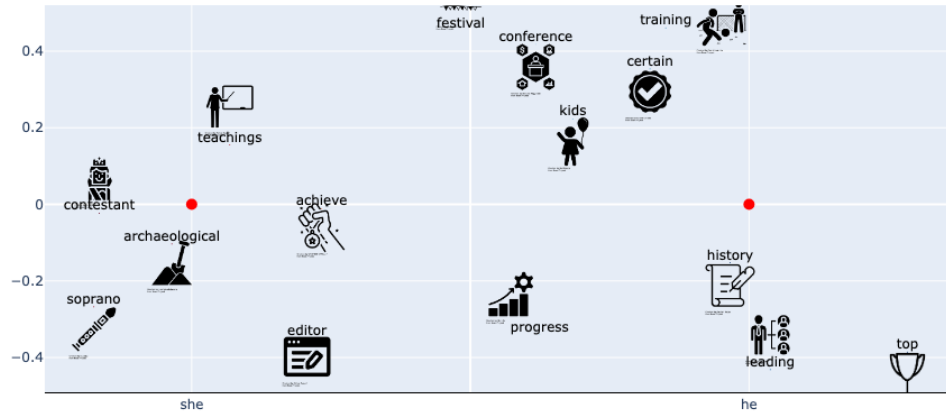 festival
training
0.4
conference
certain
kids
0.2
teachings
achieve
0
contestant
archaeological
history
−0.2
soprano
progress
editor
leading
top
−0.4
she
he